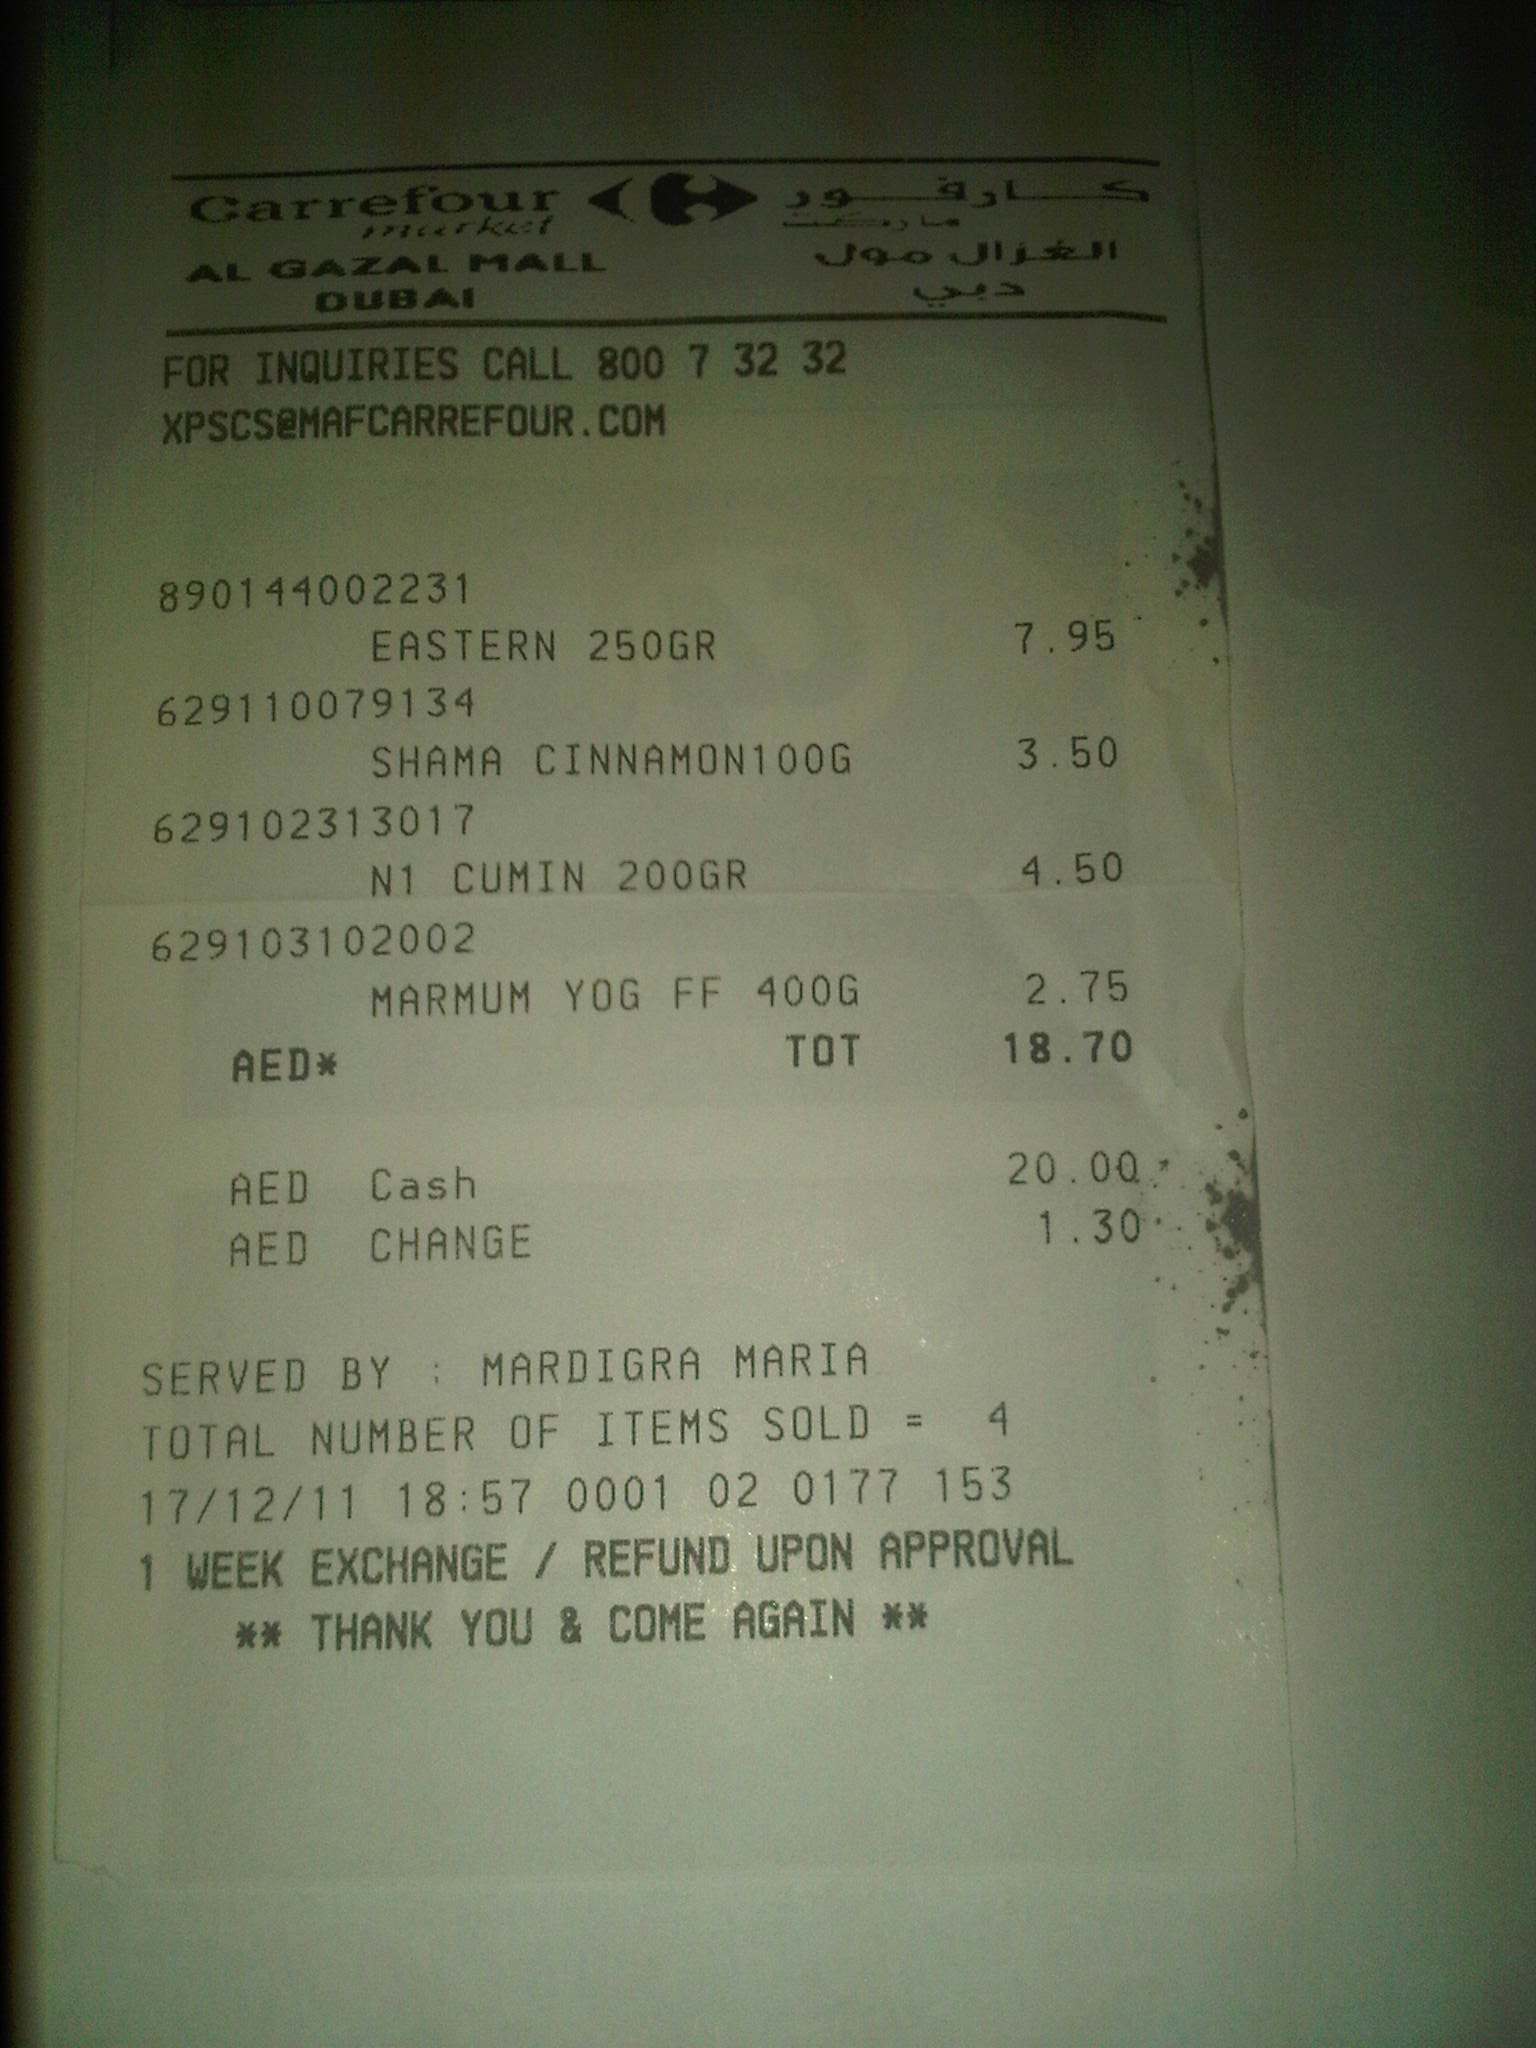 Carrefour كارفور
market ماركت
AL GAZAL MALL الغزال مول
DUBAI دبي
FOR INQUIRIES CALL 800 7 32 32
XPSCS@MAFCARREFOUR.COM
890144002231
EASTERN 250GR 7.95
629110079134
SHAMA CINNAMON100G 3.50
629102313017
N1 CUMIN 200GR 4.50
629103102002
MARMUM YOG FF 400G 2.75
AED* TOT 18.70
AED Cash 20.00
AED CHANGE 1.30
SERVED BY : MARDIGRA MARIA
TOTAL NUMBER OF ITEMS SOLD = 4
17/12/11 18:57 0001 02 0177 153
1 WEEK EXCHANGE / REFUND UPON APPROVAL
** THANK YOU & COME AGAIN **